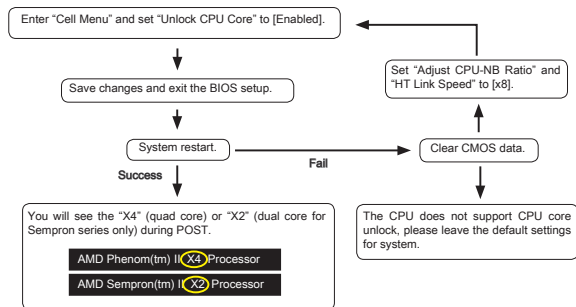 Enter “Cell Menu” and set “Unlock CPU Core” to [Enabled].
Set “Adjust CPU-NB Ratio” and
“HT Link Speed” to [x8].
Save changes and exit the BIOS setup.
System restart.
Fail
Clear CMOS data.
Success
You will see the “X4” (quad core) or “X2” (dual core for
Sempron series only) during POST.
AMD Phenom(tm) II X4 Processor
AMD Sempron(tm) II X2 Processor
The CPU does not support CPU core
unlock, please leave the default settings
for system.